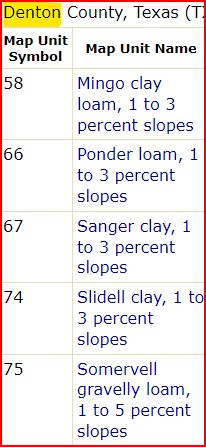 Denton County, Texas (T
Map Unit Symbol Map Unit Name
58 Mingo clay
loam, 1 to 3
percent slopes
66 Ponder loam, 1
to 3 percent
slopes
67 Sanger clay, 1
to 3 percent
slopes
74 Slidell clay, 1 to
3 percent
slopes
75 Somervell
gravelly loam,
1 to 5 percent
slopes